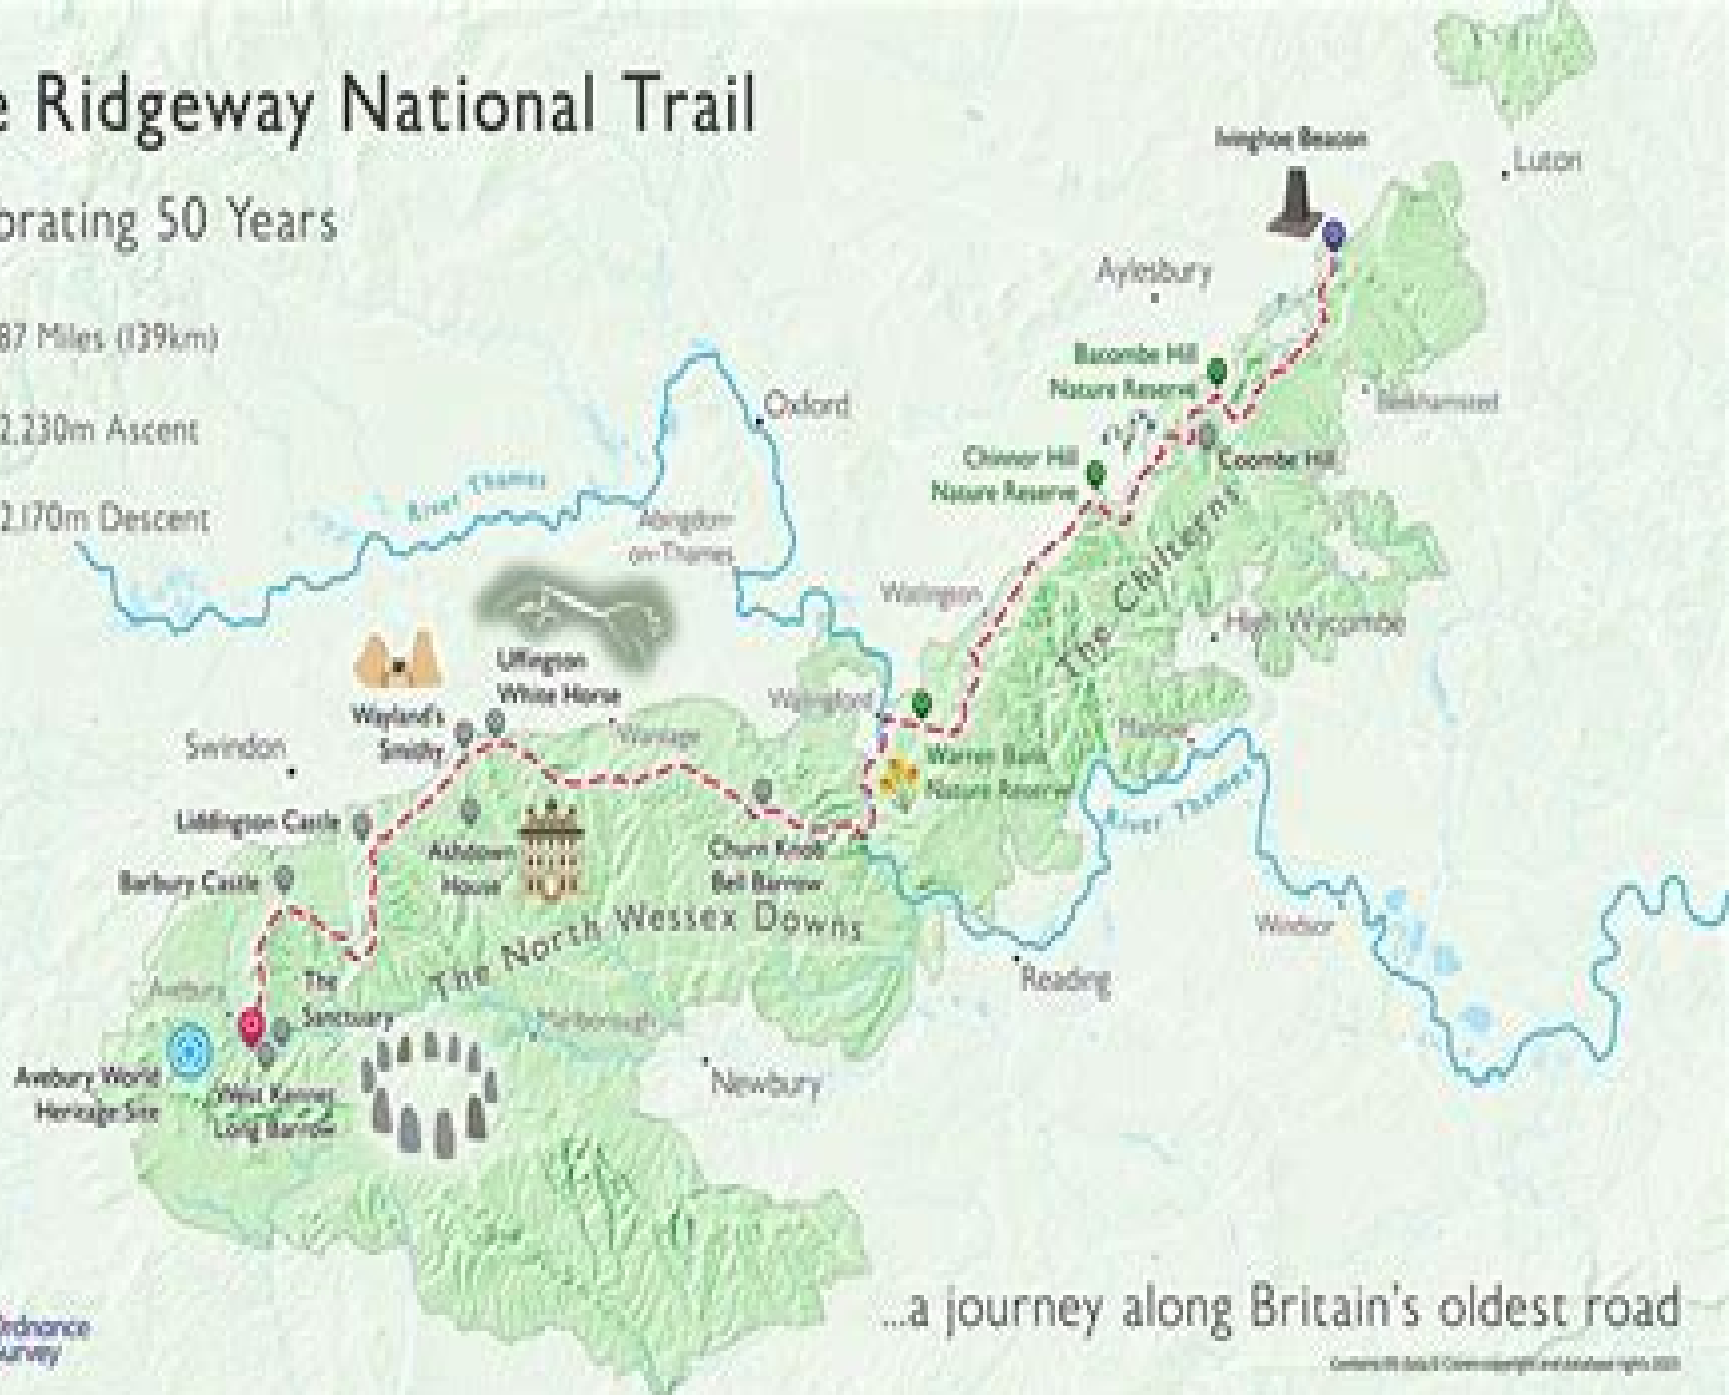 e Ridgeway National Trail
brating 50 Years
87 Miles (139km)
2,230m Ascent
2,170m Descent
Ivinghoe Beacon
Luton
Aylesbury
Bacombe Hill
Nature Reserve
Berkhamsted
Oxford
Coombe Hill
Chinnor Hill
Nature Reserve
River Thames
Abingdon-
on-Thames
The Chilterns
Watlington
High Wycombe
Uffington
White Horse
Wallingford
Wayland's
Smithy
Swindon
Wantage
Marlow
Warren Bank
Nature Reserve
River Thames
Liddington Castle
Ashdown
House
Churn Knob
Bell Barrow
Barbury Castle
The North Wessex Downs
Windsor
Reading
The
Sanctuary
Avebury
Marlborough
Avebury World
Heritage Site
West Kennet
Long Barrow
Newbury
...a journey along Britain's oldest road
Ordnance
Survey